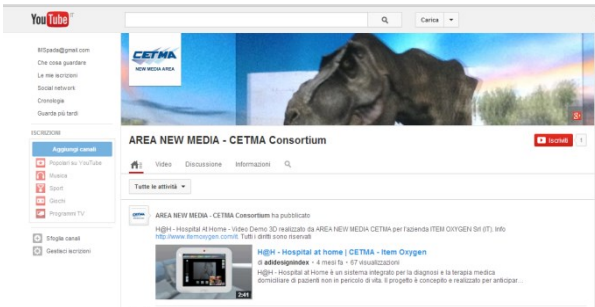 You Tube IT
Carica
lllSpada@gmail.com
Che cosa guardare
Le mie iscrizioni
Social network
Cronologia
Guarda più tardi
ISCRIZIONI
Aggiungi canali
Popolari su YouTube
Musica
Sport
Giochi
Programmi TV
Sfoglia canali
Gestisci iscrizioni
CETMA
NEW MEDIA AREA
AREA NEW MEDIA - CETMA Consortium
Iscriviti 1
Video Discussione Informazioni
Tutte le attività
AREA NEW MEDIA - CETMA Consortium ha pubblicato
H@H - Hospital At Home - Video Demo 3D realizzato da AREA NEW MEDIA CETMA per l'azienda ITEM OXYGEN Srl (IT). Info
http://www.itemoxygen.com/it. Tutti i diritti sono riservati
H@H - Hospital at home | CETMA - Item Oxygen
di adidesignindex • 4 mesi fa • 67 visualizzazioni
H@H - Hospital at Home è un sistema integrato per la diagnosi e la terapia medica
domiciliare di pazienti non in pericolo di vita. Il progetto è concepito e realizzato per anticipar...
2:41